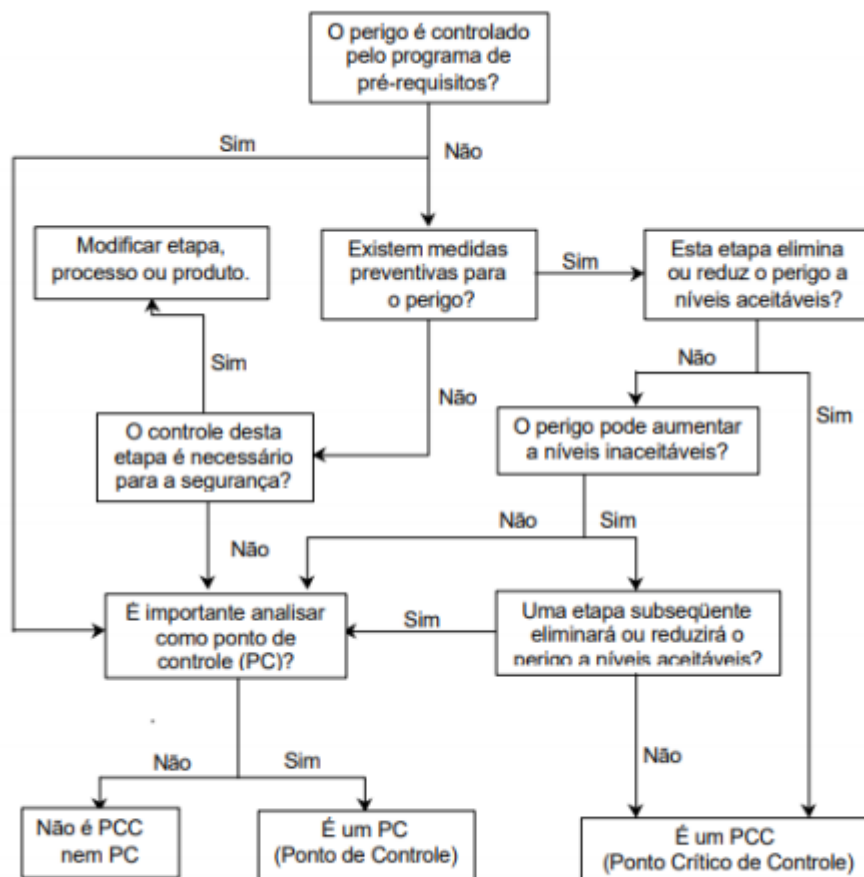 O perigo é controlado
pelo programa de
pré-requisitos?
Sim
Não
Modificar etapa,
processo ou produto.
Existem medidas
preventivas para
o perigo?
Sim
Esta etapa elimina
ou reduz o perigo a
níveis aceitáveis?
Sim
Não
Não
Sim
O controle desta
etapa é necessário
para a segurança?
O perigo pode aumentar
a níveis inaceitáveis?
Não
Não
Sim
É importante analisar
como ponto de
controle (PC)?
Sim
Uma etapa subseqüente
eliminará ou reduzirá o
perigo a níveis aceitáveis?
Não
Sim
Não
Não é PCC
nem PC
É um PC
(Ponto de Controle)
É um PCC
(Ponto Crítico de Controle)